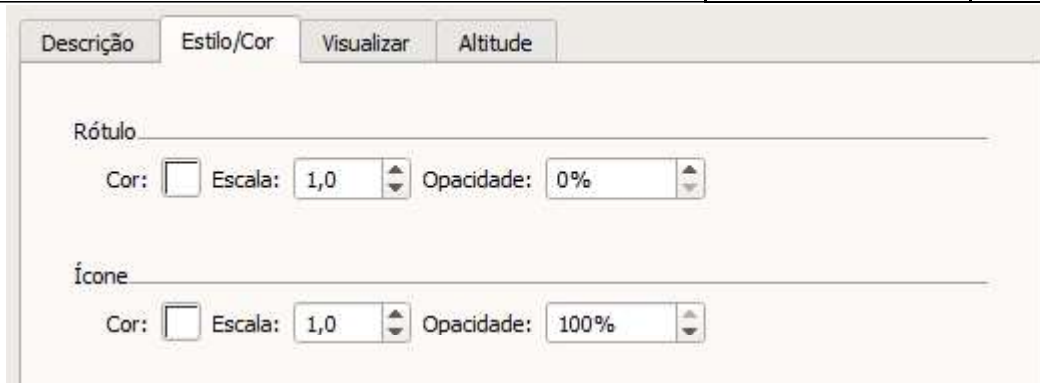 Descrição Estilo/Cor Visualizar Altitude
Rótulo
Cor: Escala: 1,0 Opacidade: 0%
Ícone
Cor: Escala: 1,0 Opacidade: 100%